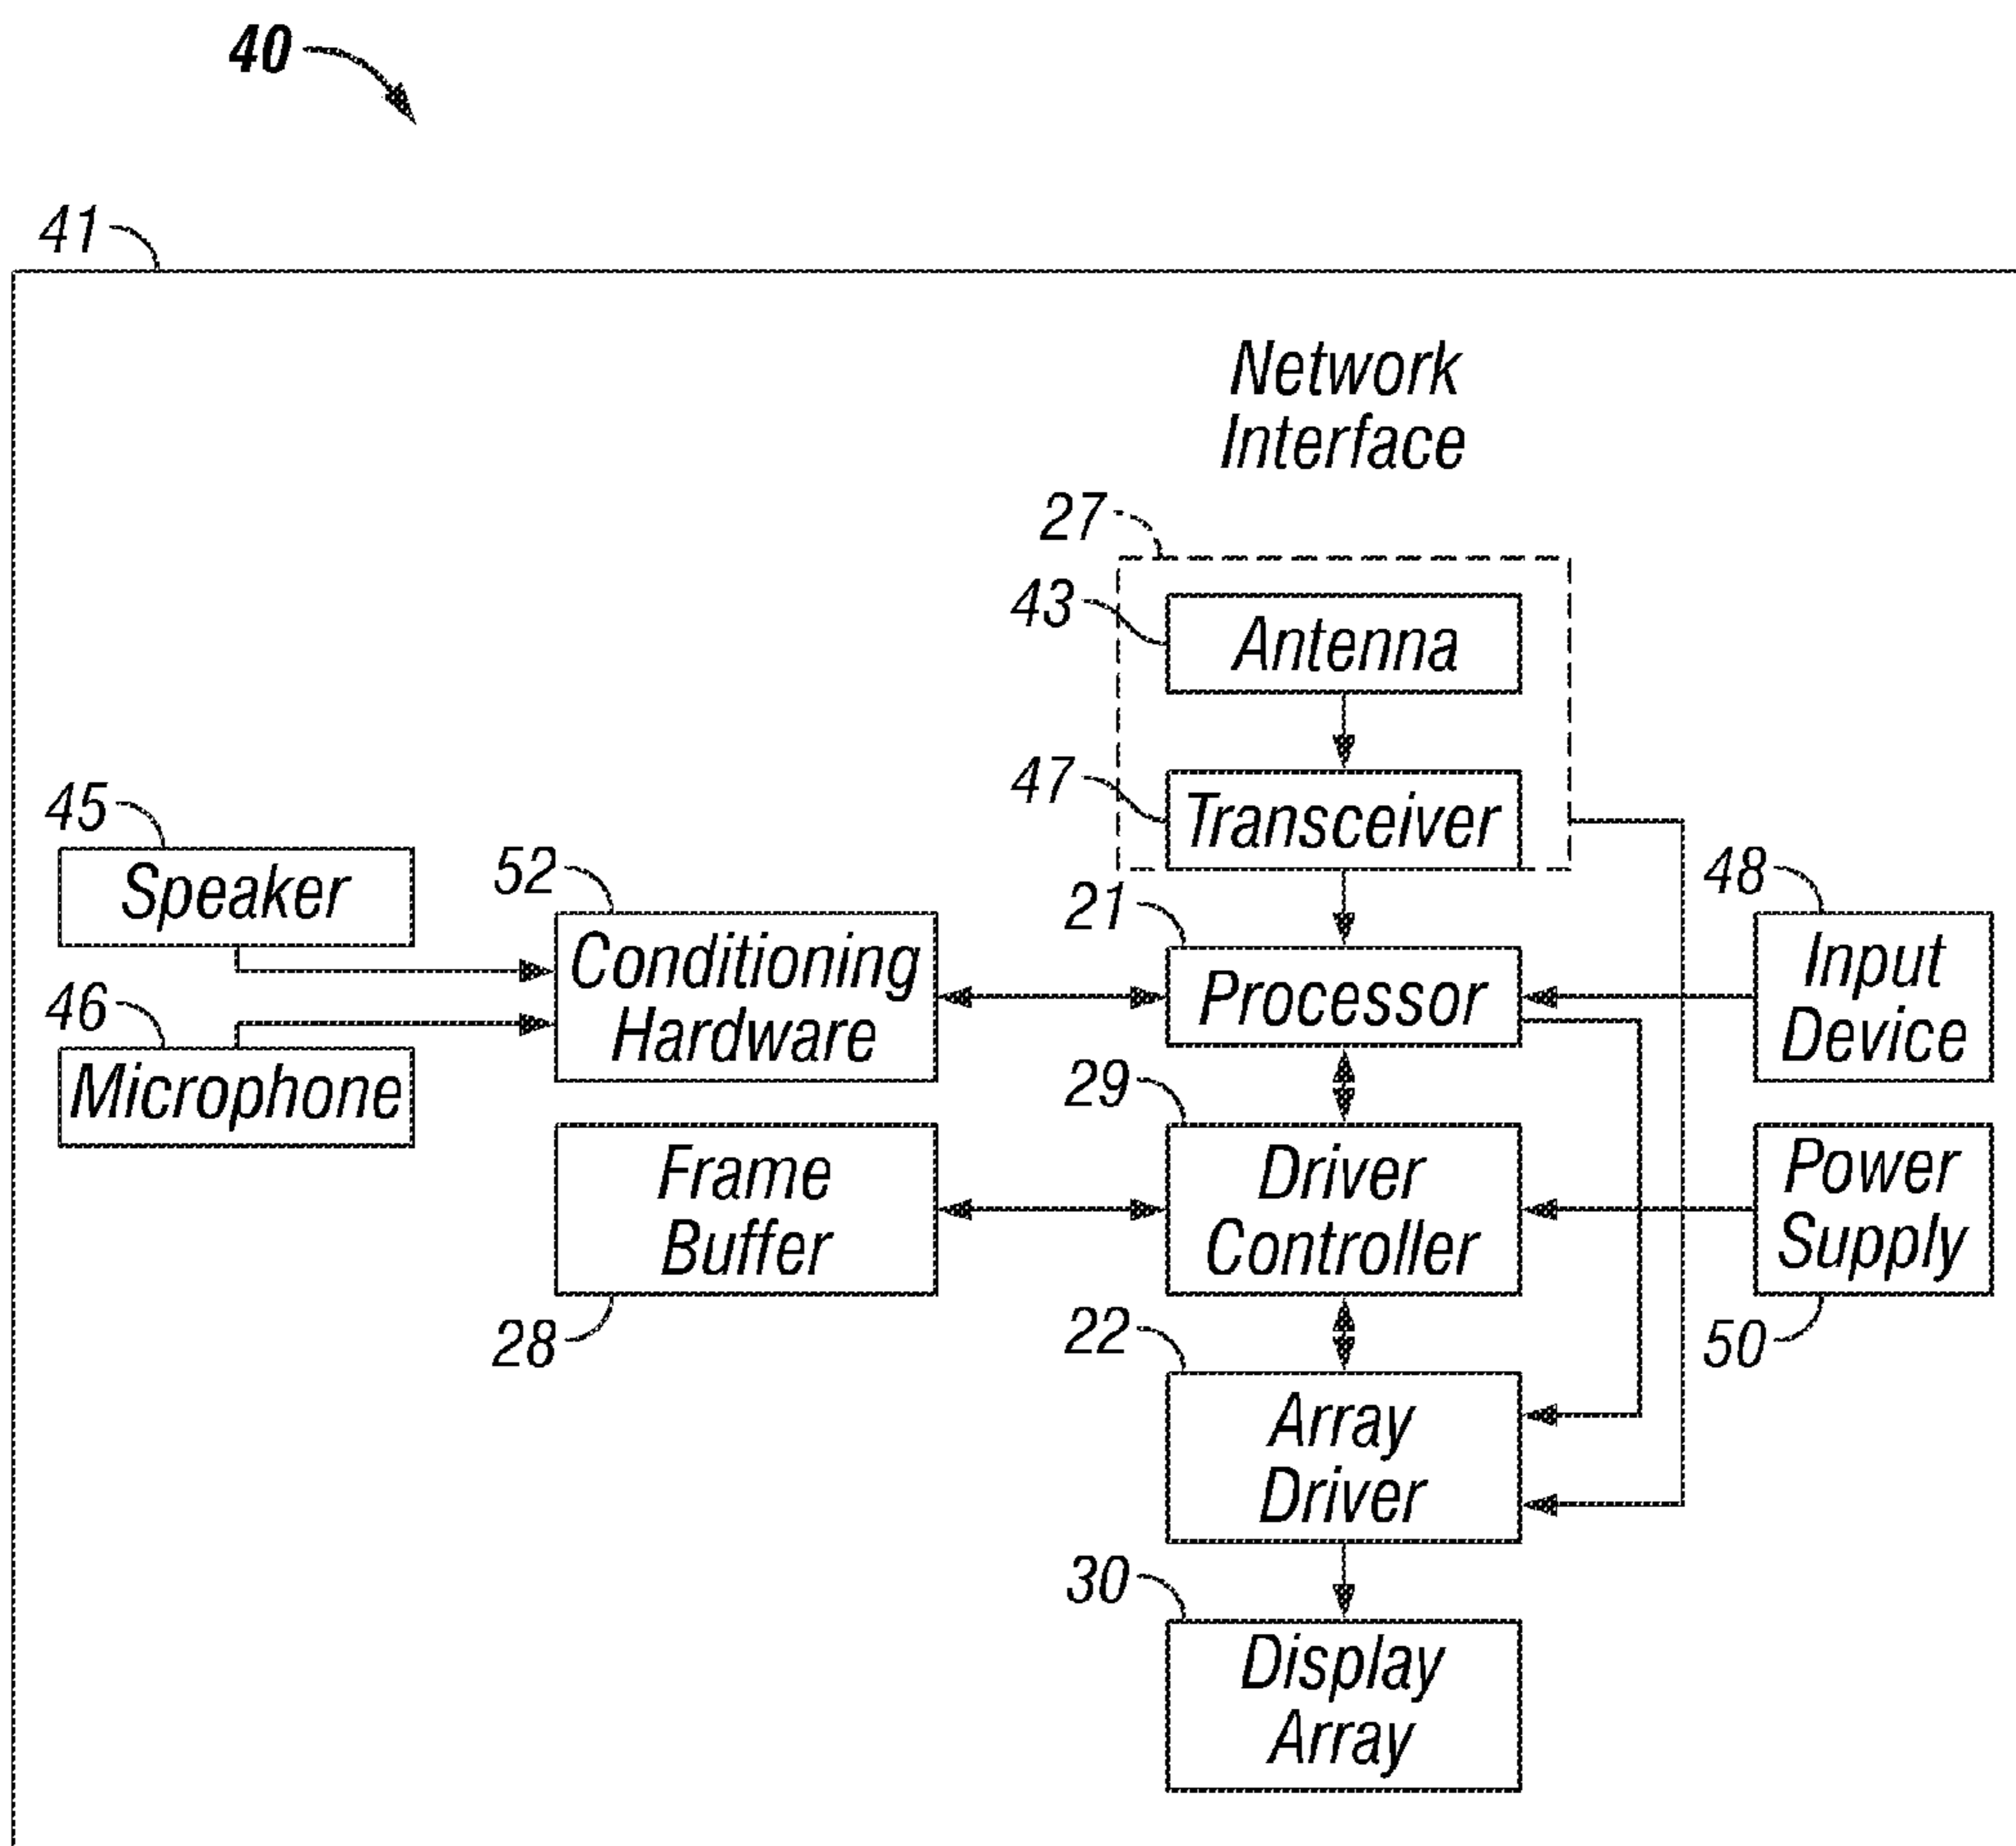 40
41
Network
Interface
27
43
Antenna
47
Transceiver
45
Speaker
52
Conditioning
Hardware
21
Processor
48
Input
Device
46
Microphone
29
Driver
Controller
Frame
Buffer
28
Power
Supply
50
22
Array
Driver
30
Display
Array